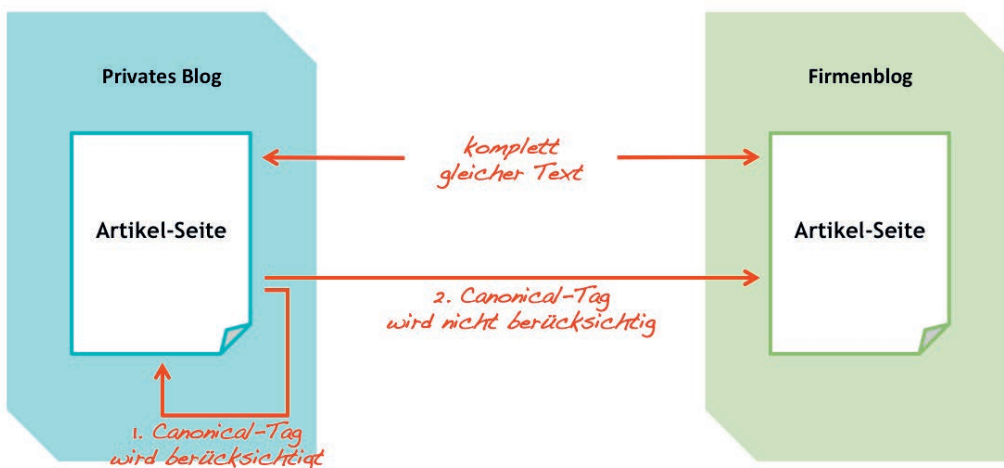 Privates Blog
Firmenblog
komplett
gleicher Text
Artikel-Seite
Artikel-Seite
2. Canonical-Tag
wird nicht berücksichtig
1. Canonical-Tag
wird berücksichtigt